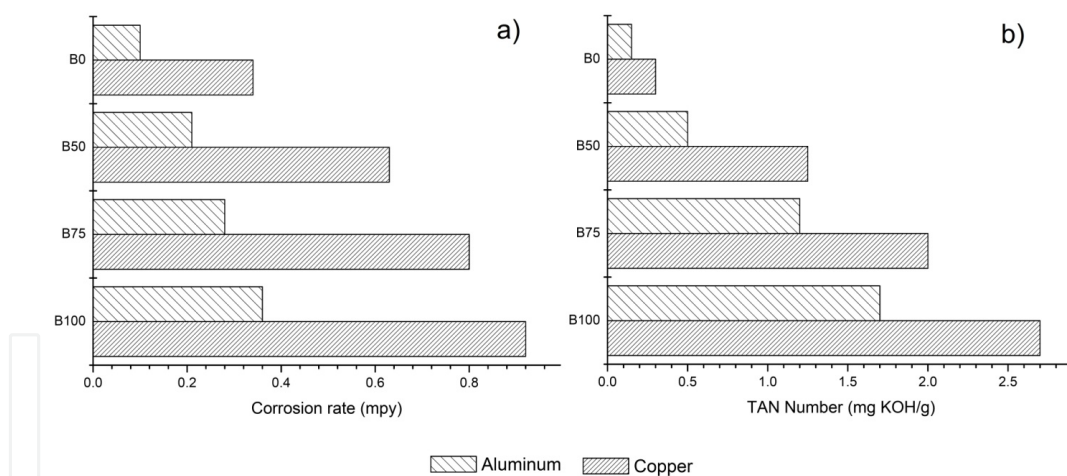 a)
B0
B50
B75
B100
0.0 0.2 0.4 0.6 0.8
Corrosion rate (mpy)
b)
B0
B50
B75
B100
0.0 0.5 1.0 1.5 2.0 2.5
TAN Number (mg KOH/g)
Aluminum Copper